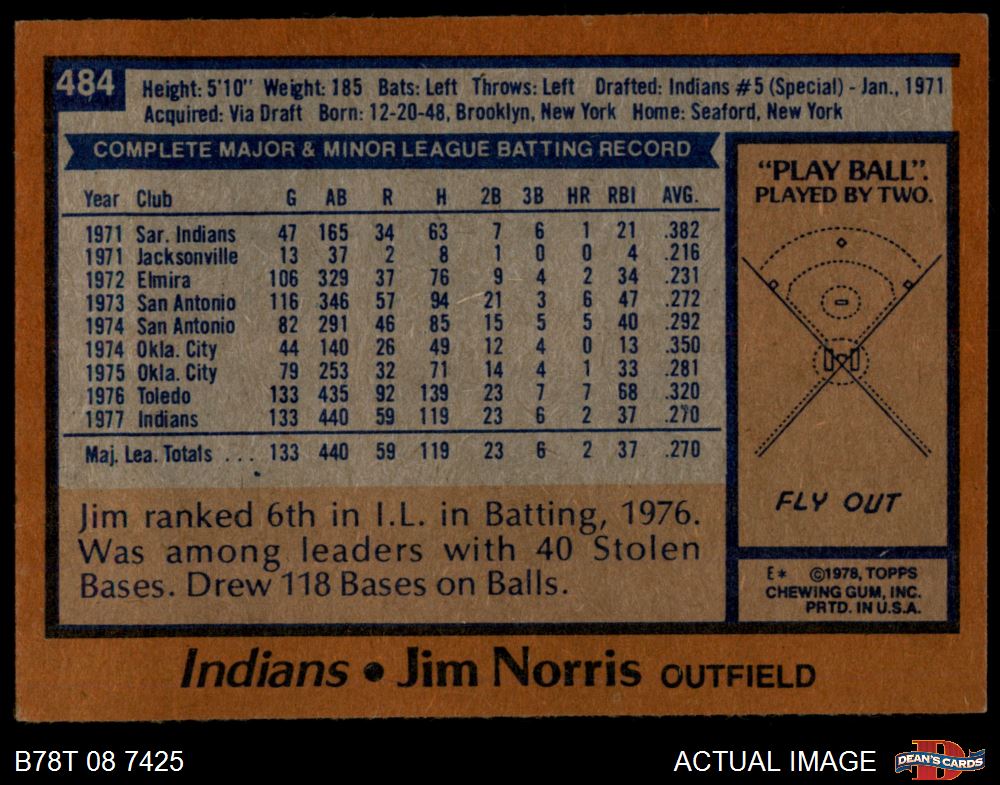 484
Height: 5'10" Weight: 185 Bats: Left Throws: Left Drafted: Indians #5 (Special) - Jan., 1971
Acquired: Via Draft Born: 12-20-48, Brooklyn, New York Home: Seaford, New York
COMPLETE MAJOR & MINOR LEAGUE BATTING RECORD
Year Club G AB R H 2B 3B HR RBI AVG.
1971 Sar. Indians 47 165 34 63 7 6 1 21 .382
1971 Jacksonville 13 37 2 8 1 0 0 4 .216
1972 Elmira 106 329 37 76 9 4 2 34 .231
1973 San Antonio 116 346 57 94 21 3 6 47 .272
1974 San Antonio 82 291 46 85 15 5 5 40 .292
1974 Okla. City 44 140 26 49 12 4 0 13 .350
1975 Okla. City 79 253 32 71 14 4 1 33 .281
1976 Toledo 133 435 92 139 23 7 7 68 .320
1977 Indians 133 440 59 119 23 6 2 37 .270
Maj. Lea. Totals ... 133 440 59 119 23 6 2 37 .270
Jim ranked 6th in I.L. in Batting, 1976.
Was among leaders with 40 Stolen
Bases. Drew 118 Bases on Balls.
"PLAY BALL".
PLAYED BY TWO.
FLY OUT
E* ©1978, TOPPS
CHEWING GUM, INC.
PRTD. IN U.S.A.
Indians • Jim Norris OUTFIELD
B78T 08 7425
ACTUAL IMAGE
D
DEAN'S CARDS